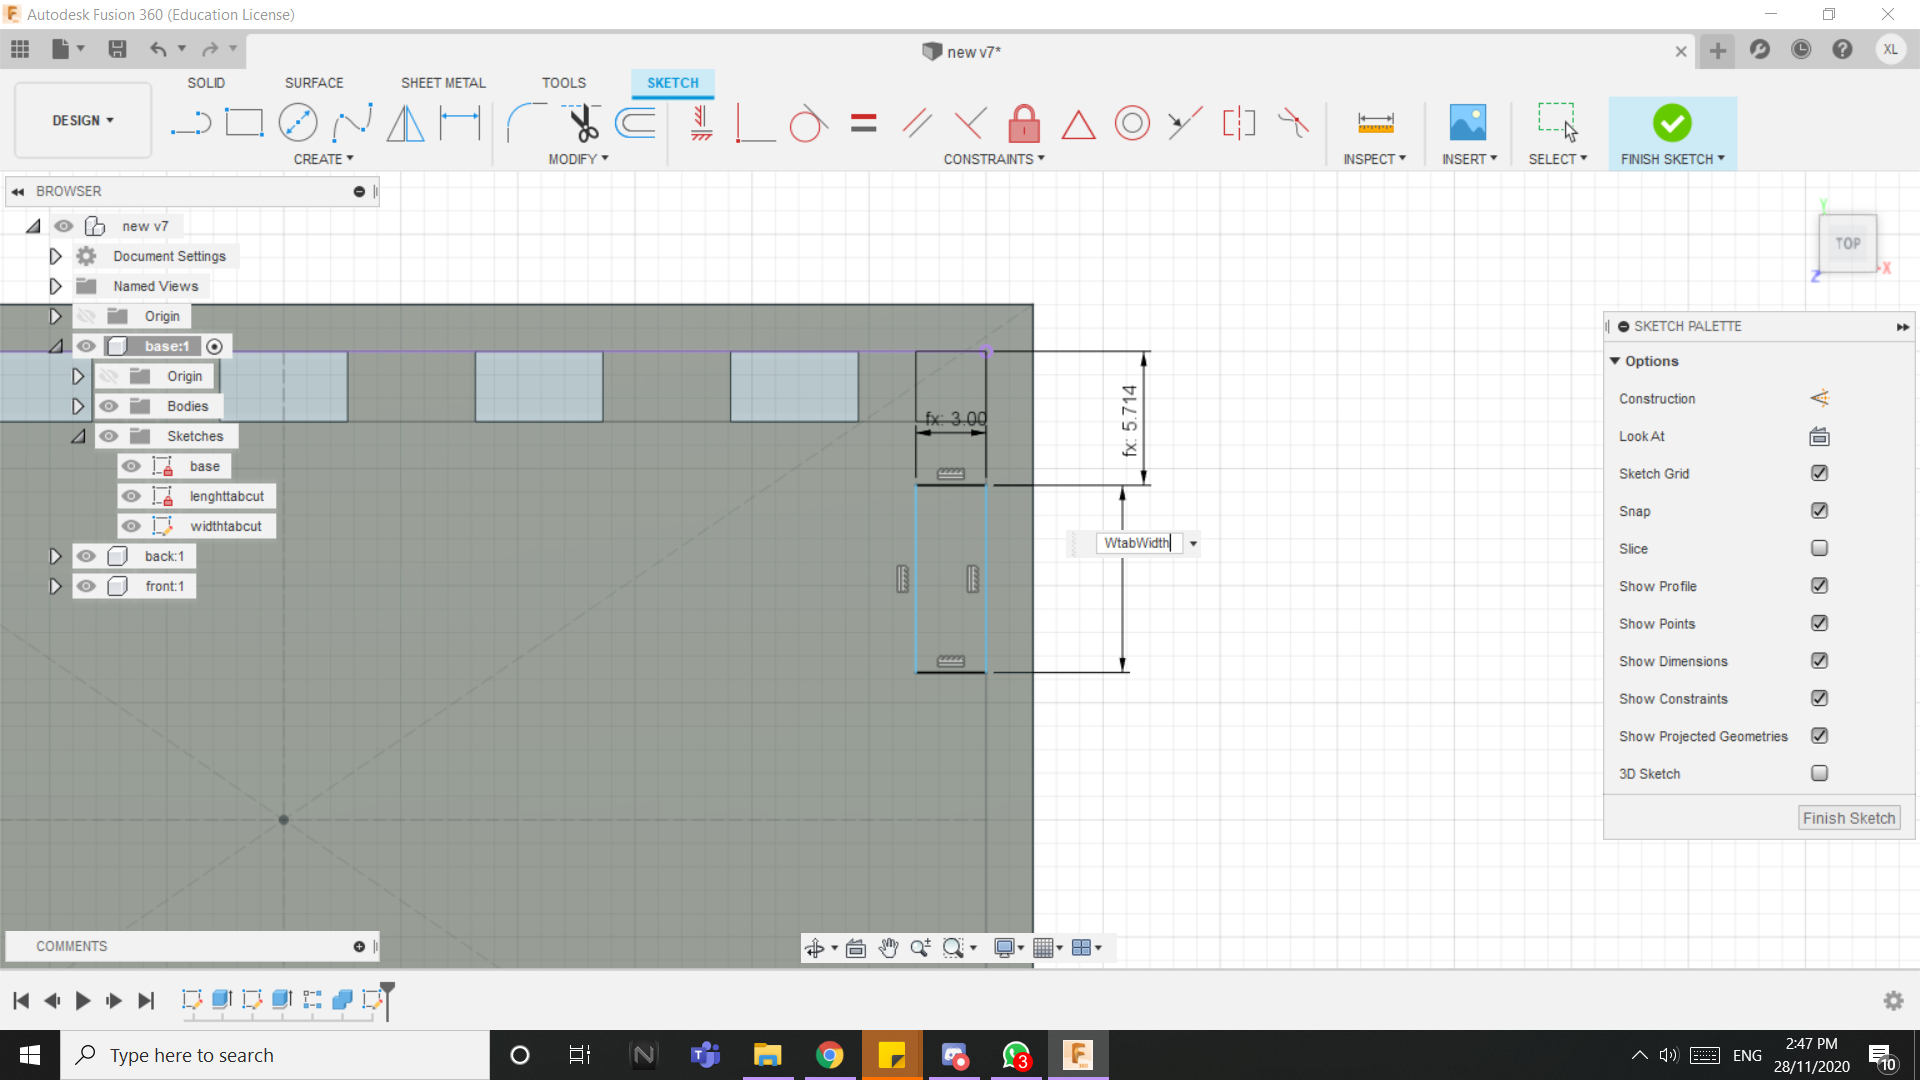 Autodesk Fusion 360 (Education License)
new v7*
XL
SOLID
SURFACE
SHEET METAL
TOOLS
SKETCH
DESIGN
CREATE
MODIFY
CONSTRAINTS
INSPECT
INSERT
SELECT
FINISH SKETCH
BROWSER
new v7
Document Settings
Named Views
Origin
base:1
Origin
Bodies
Sketches
base
lenghttabcut
widthtabcut
back:1
front:1
fx: 3.00
fx: 5.714
WtabWidth
Y
TOP
X
Z
SKETCH PALETTE
Options
Construction
Look At
Sketch Grid
Snap
Slice
Show Profile
Show Points
Show Dimensions
Show Constraints
Show Projected Geometries
3D Sketch
Finish Sketch
COMMENTS
Type here to search
3
360
ENG
2:47 PM
28/11/2020
10